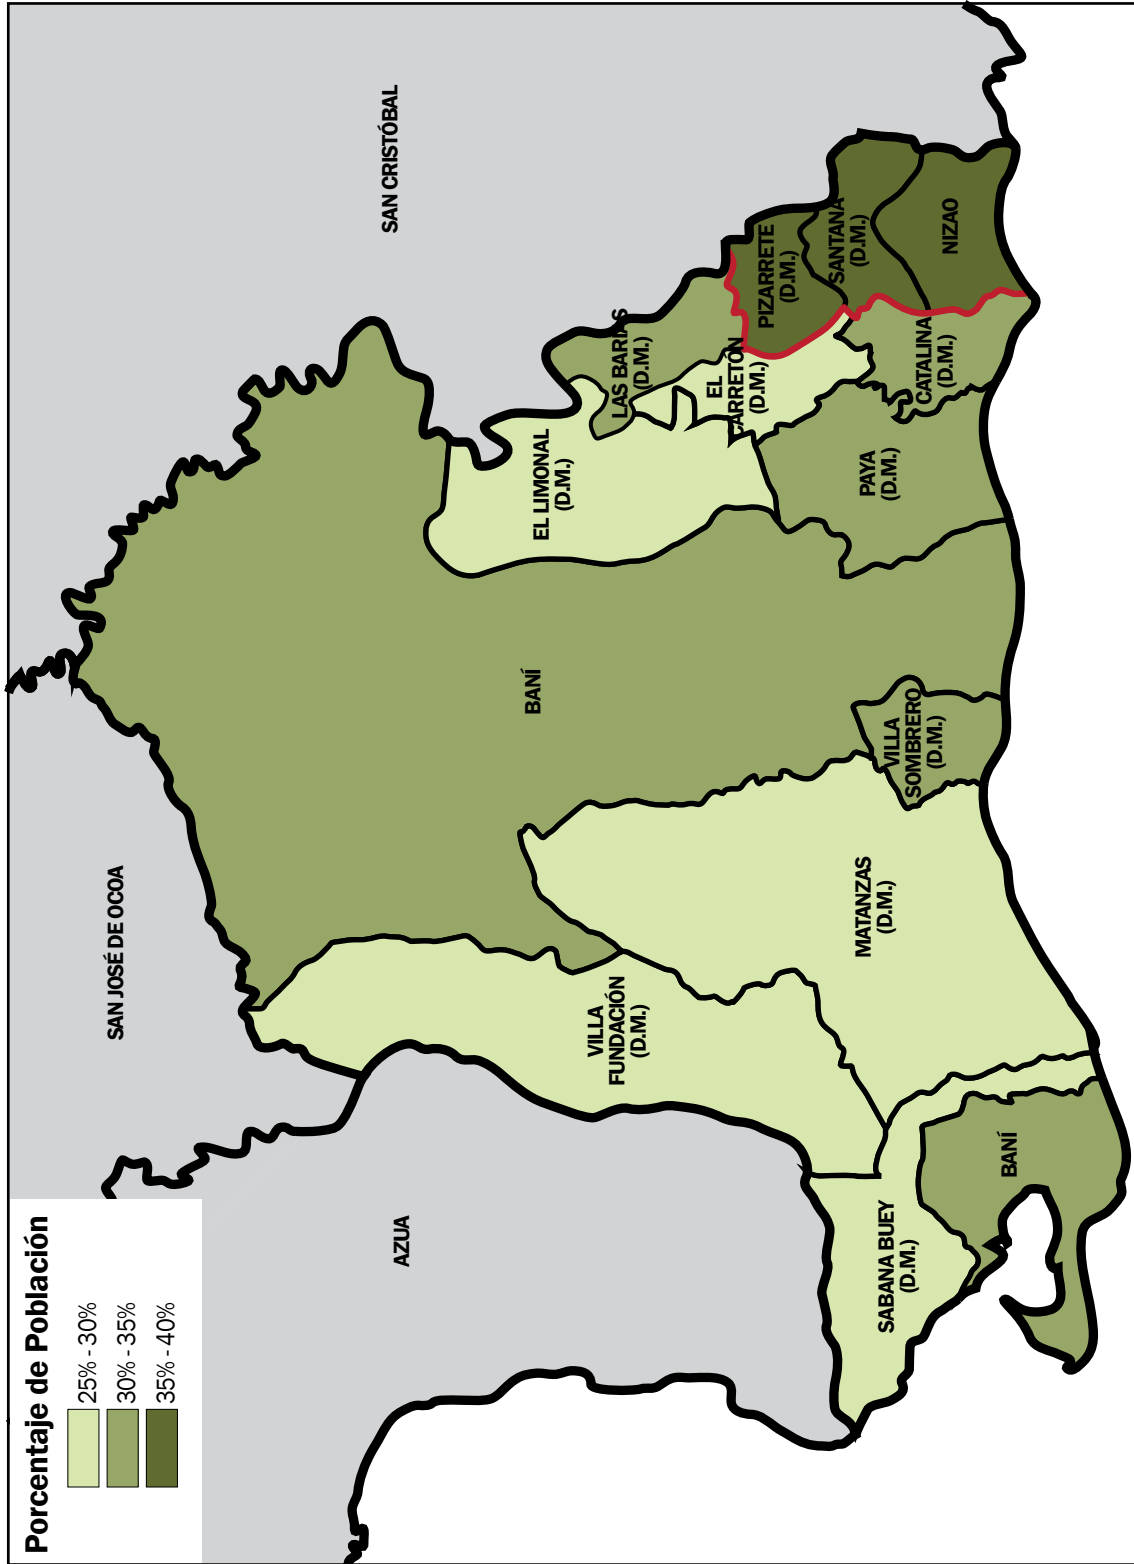 Porcentaje de Población
25% - 30%
30% - 35%
35% - 40%
SAN JOSÉ DE OCOA
SAN CRISTÓBAL
AZUA
BANÍ
EL LIMONAL
(D.M.)
LAS BARÍAS
(D.M.)
EL
CARRETÓN
(D.M.)
PIZARRETE
(D.M.)
SANTANA
(D.M.)
NIZAO
CATALINA
(D.M.)
PAYA
(D.M.)
VILLA
SOMBRERO
(D.M.)
MATANZAS
(D.M.)
VILLA
FUNDACIÓN
(D.M.)
SABANA BUEY
(D.M.)
BANÍ